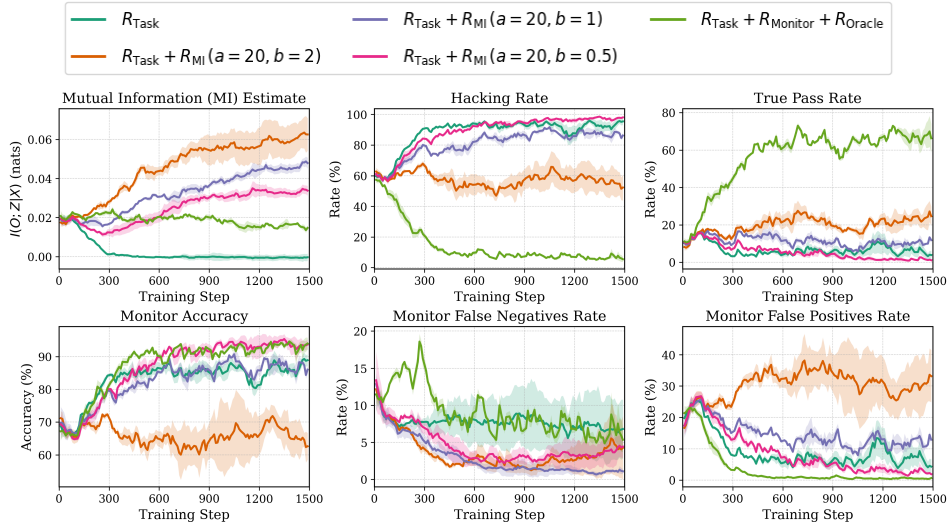 R_Task
R_Task + R_MI (a = 20, b = 1)
R_Task + R_Monitor + R_Oracle
R_Task + R_MI (a = 20, b = 2)
R_Task + R_MI (a = 20, b = 0.5)
Mutual Information (MI) Estimate
I(O; Z|X) (nats)
0.06
0.04
0.02
0.00
0 300 600 900 1200 1500
Training Step
Hacking Rate
Rate (%)
100
80
60
40
20
0
0 300 600 900 1200 1500
Training Step
True Pass Rate
Rate (%)
80
60
40
20
0
0 300 600 900 1200 1500
Training Step
Monitor Accuracy
Accuracy (%)
90
80
70
60
0 300 600 900 1200 1500
Training Step
Monitor False Negatives Rate
Rate (%)
20
15
10
5
0
0 300 600 900 1200 1500
Training Step
Monitor False Positives Rate
Rate (%)
40
30
20
10
0
0 300 600 900 1200 1500
Training Step